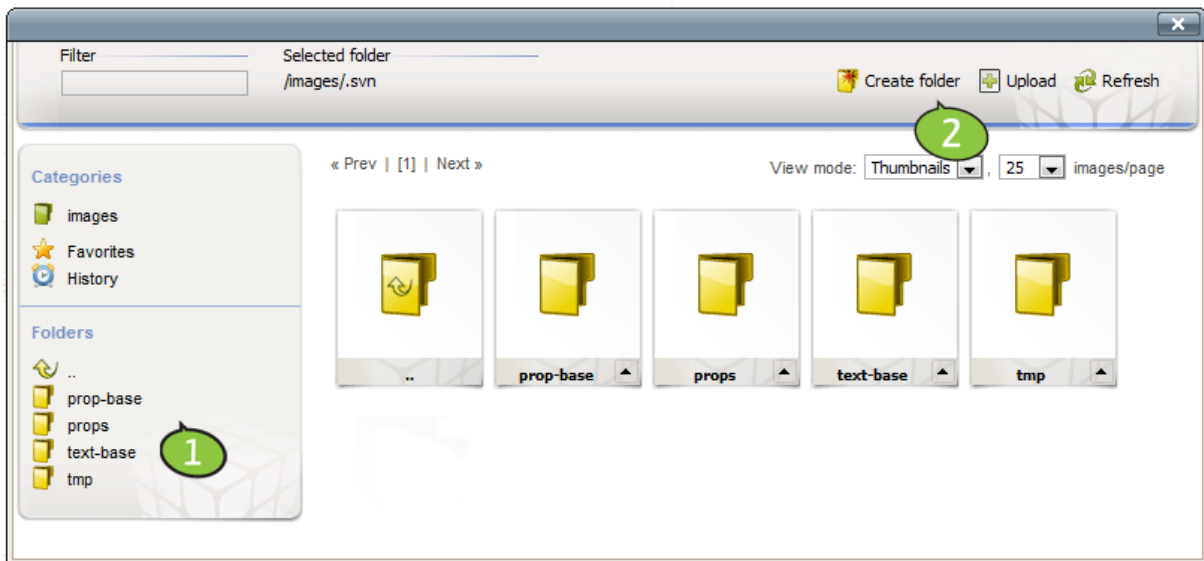 Filter
Selected folder
/images/.svn
Create folder
Upload
Refresh
2
Categories
images
Favorites
History
Folders
..
prop-base
props
text-base
tmp
1
« Prev | [1] | Next »
View mode: Thumbnails , 25 images/page
..
prop-base
props
text-base
tmp